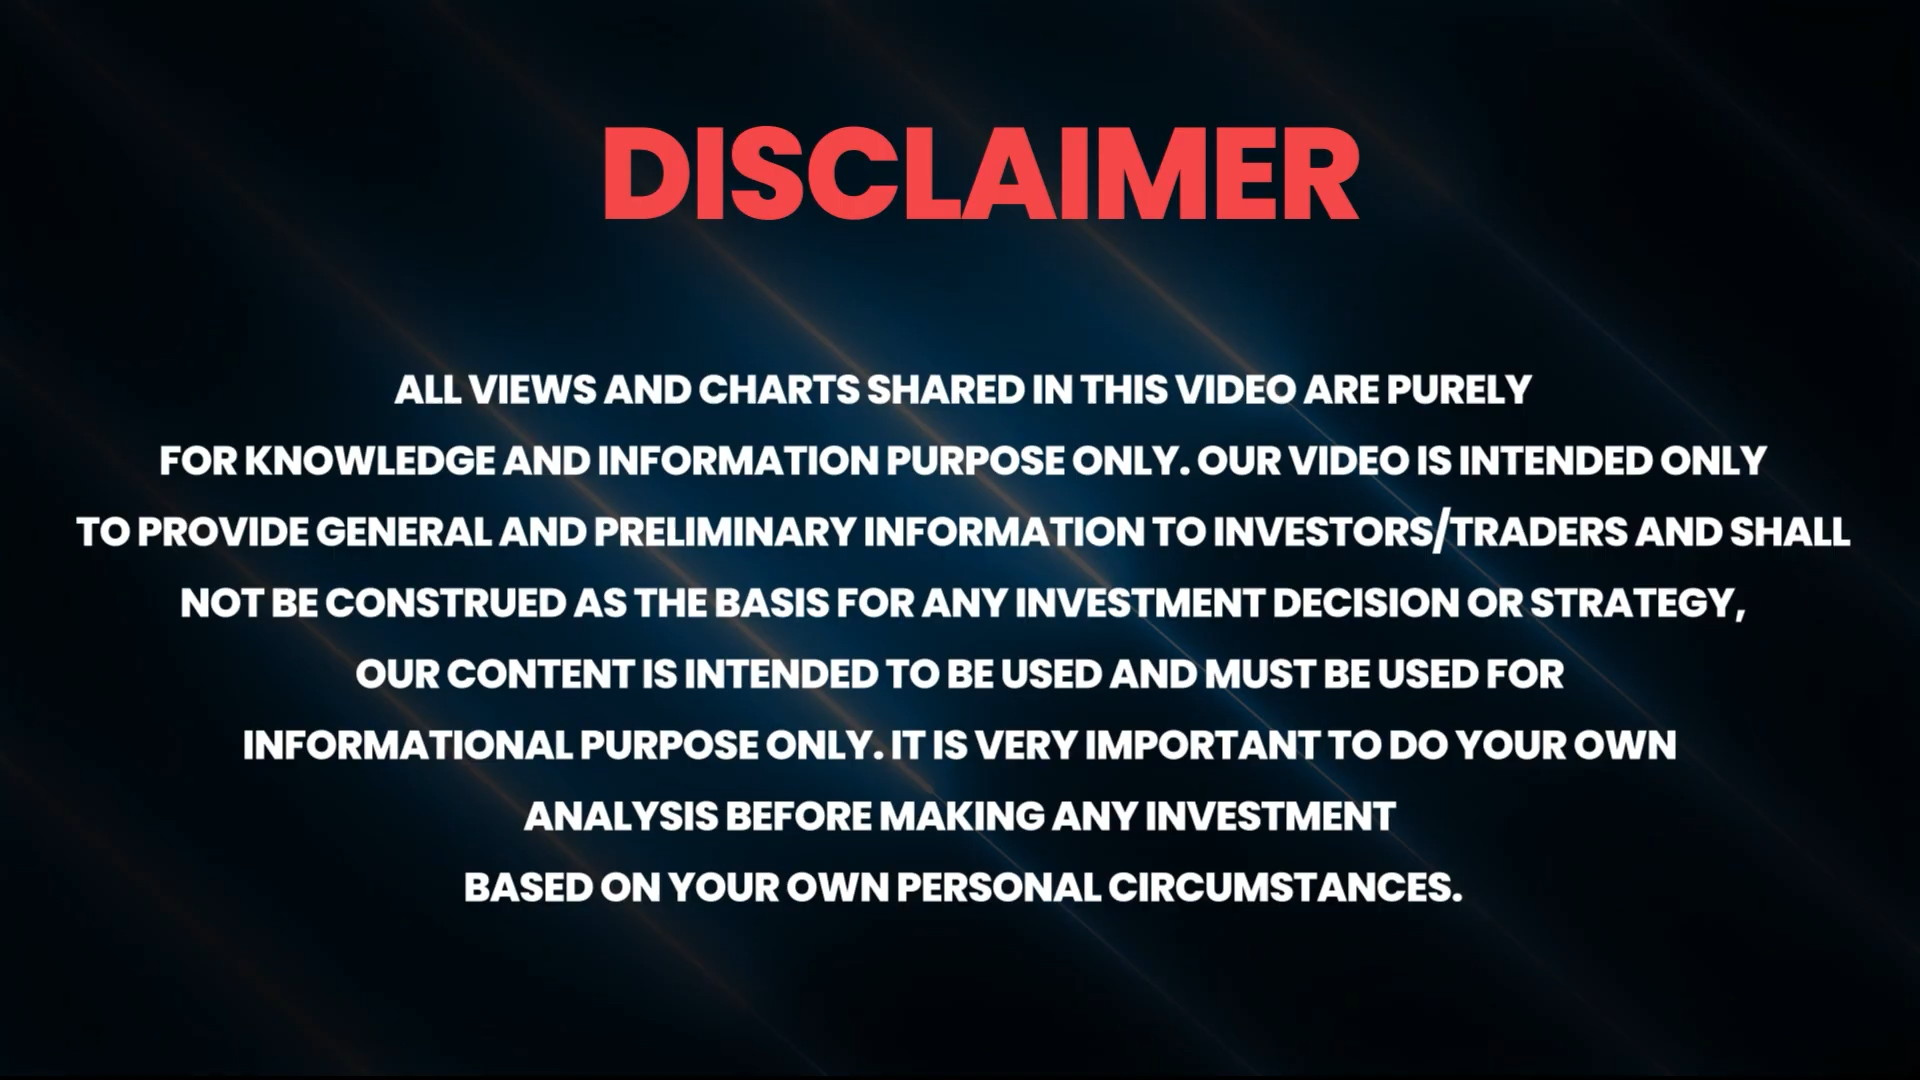 DISCLAIMER
ALL VIEWS AND CHARTS SHARED IN THIS VIDEO ARE PURELY
FOR KNOWLEDGE AND INFORMATION PURPOSE ONLY. OUR VIDEO IS INTENDED ONLY
TO PROVIDE GENERAL AND PRELIMINARY INFORMATION TO INVESTORS/TRADERS AND SHALL
NOT BE CONSTRUED AS THE BASIS FOR ANY INVESTMENT DECISION OR STRATEGY,
OUR CONTENT IS INTENDED TO BE USED AND MUST BE USED FOR
INFORMATIONAL PURPOSE ONLY. IT IS VERY IMPORTANT TO DO YOUR OWN
ANALYSIS BEFORE MAKING ANY INVESTMENT
BASED ON YOUR OWN PERSONAL CIRCUMSTANCES.